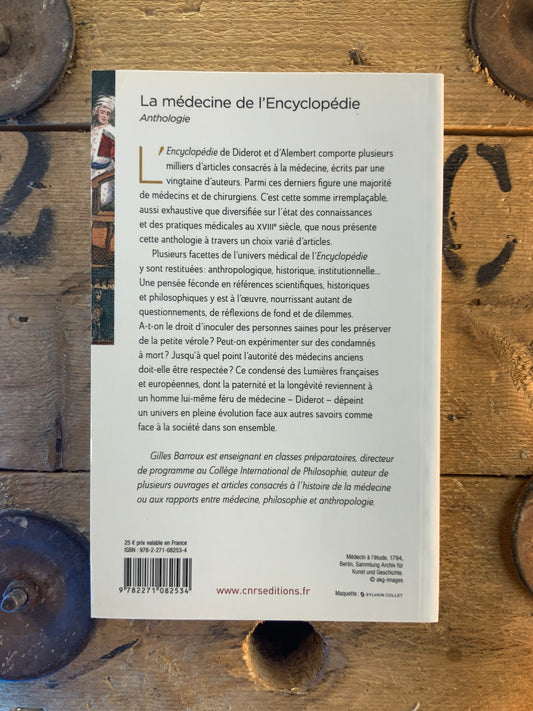 La médecine de l'Encyclopédie
Anthologie
L'Encyclopédie de Diderot et d'Alembert comporte plusieurs
milliers d'articles consacrés à la médecine, écrits par une
vingtaine d'auteurs. Parmi ces derniers figure une majorité
de médecins et de chirurgiens. C'est cette somme irremplaçable,
aussi exhaustive que diversifiée sur l'état des connaissances
et des pratiques médicales au XVIIIe siècle, que nous présente
cette anthologie à travers un choix varié d'articles.
Plusieurs facettes de l'univers médical de l'Encyclopédie
y sont restituées : anthropologique, historique, institutionnelle...
Une pensée féconde en références scientifiques, historiques
et philosophiques y est à l'œuvre, nourrissant autant de
questionnements, de réflexions de fond et de dilemmes.
A-t-on le droit d'inoculer des personnes saines pour les préserver
de la petite vérole ? Peut-on expérimenter sur des condamnés
à mort ? Jusqu'à quel point l'autorité des médecins anciens
doit-elle être respectée ? Ce condensé des Lumières françaises
et européennes, dont la paternité et la longévité reviennent à
un homme lui-même féru de médecine – Diderot – dépeint
un univers en pleine évolution face aux autres savoirs comme
face à la société dans son ensemble.
Gilles Barroux est enseignant en classes préparatoires, directeur
de programme au Collège International de Philosophie, auteur de
plusieurs ouvrages et articles consacrés à l'histoire de la médecine
ou aux rapports entre médecine, philosophie et anthropologie.
25 € prix valable en France
ISBN : 978-2-271-08253-4
9 782271 082534
www.cnrseditions.fr
Médecin à l'étude, 1794,
Berlin, Sammlung Archiv für
Kunst und Geschichte.
© akg-images
Maquette : SYLVAIN COLLET